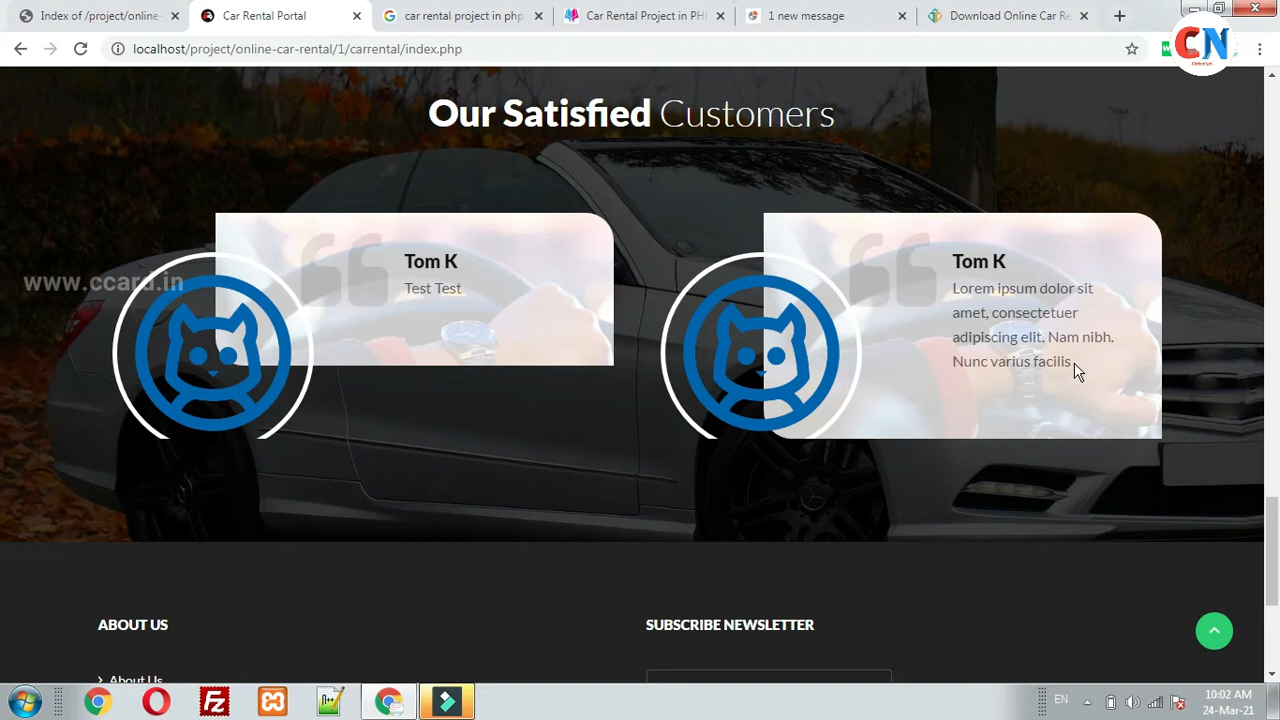 Index of /project/online-
Car Rental Portal
car rental project in php
Car Rental Project in PH
1 new message
Download Online Car Re
localhost/project/online-car-rental/1/carrental/index.php
CN
Our Satisfied Customers
www.ccard.in
Tom K
Test Test
Tom K
Lorem ipsum dolor sit
amet, consectetuer
adipiscing elit. Nam nibh.
Nunc varius facilis
ABOUT US
About Us
SUBSCRIBE NEWSLETTER
EN
10:02 AM
24-Mar-21